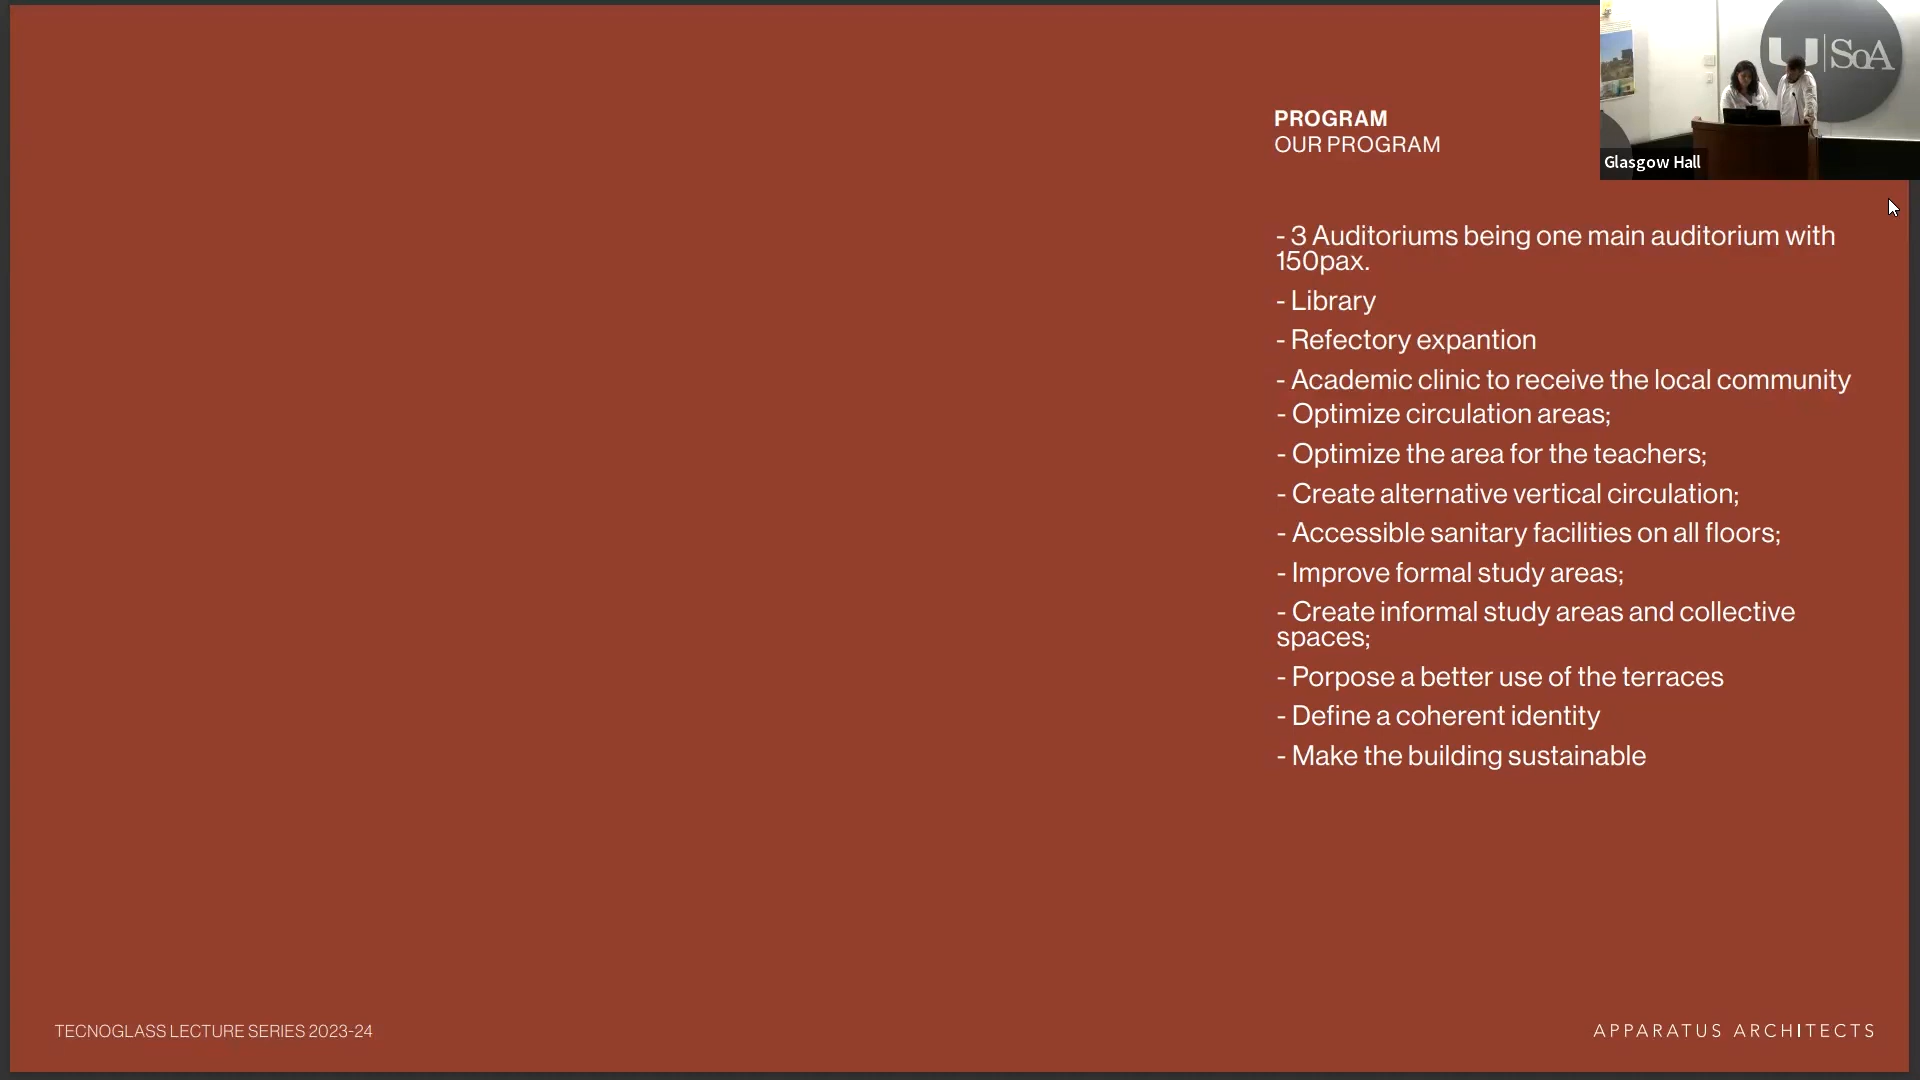 U SoA
Glasgow Hall
PROGRAM
OUR PROGRAM
- 3 Auditoriums being one main auditorium with
150pax.
- Library
- Refectory expantion
- Academic clinic to receive the local community
- Optimize circulation areas;
- Optimize the area for the teachers;
- Create alternative vertical circulation;
- Accessible sanitary facilities on all floors;
- Improve formal study areas;
- Create informal study areas and collective
spaces;
- Porpose a better use of the terraces
- Define a coherent identity
- Make the building sustainable
TECNOGLASS LECTURE SERIES 2023-24
APPARATUS ARCHITECTS